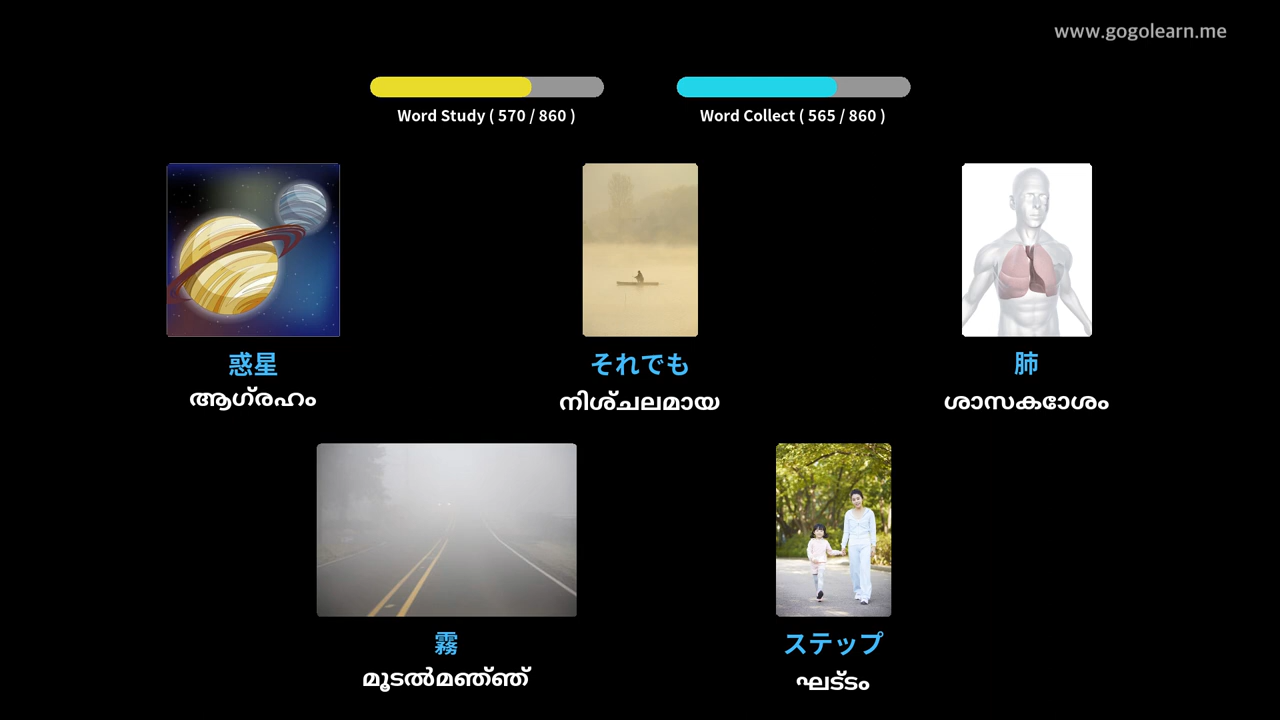 www.gogolearn.me
Word Study ( 570 / 860 )
Word Collect ( 565 / 860 )
惑星
ആഗ്രഹം
それでも
നിശ്ചലമായ
肺
ശാസകോശം
霧
മൂടൽമഞ്ഞ്
ステップ
ഘട്ടം